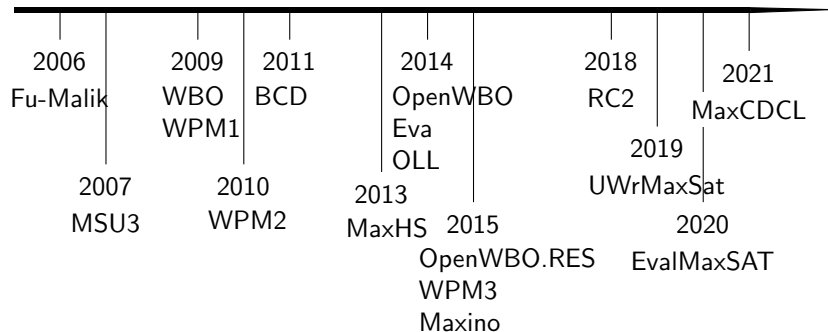 2006
Fu-Malik
2007
MSU3
2009
WBO
WPM1
2010
WPM2
2011
BCD
2013
MaxHS
2014
OpenWBO
Eva
OLL
2015
OpenWBO.RES
WPM3
Maxino
2018
RC2
2019
UWrMaxSat
2020
EvalMaxSAT
2021
MaxCDCL